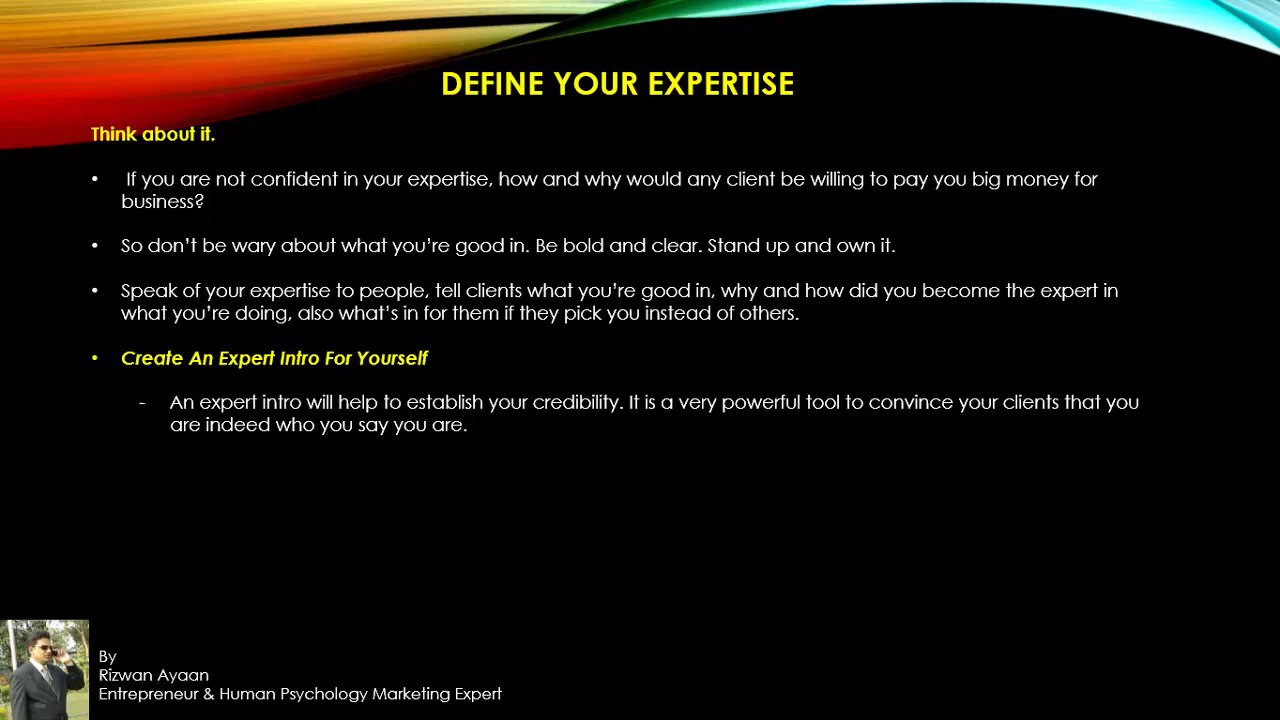 DEFINE YOUR EXPERTISE
Think about it.
• If you are not confident in your expertise, how and why would any client be willing to pay you big money for
business?
• So don’t be wary about what you’re good in. Be bold and clear. Stand up and own it.
• Speak of your expertise to people, tell clients what you’re good in, why and how did you become the expert in
what you’re doing, also what’s in for them if they pick you instead of others.
• Create An Expert Intro For Yourself
- An expert intro will help to establish your credibility. It is a very powerful tool to convince your clients that you
are indeed who you say you are.
By
Rizwan Ayaan
Entrepreneur & Human Psychology Marketing Expert